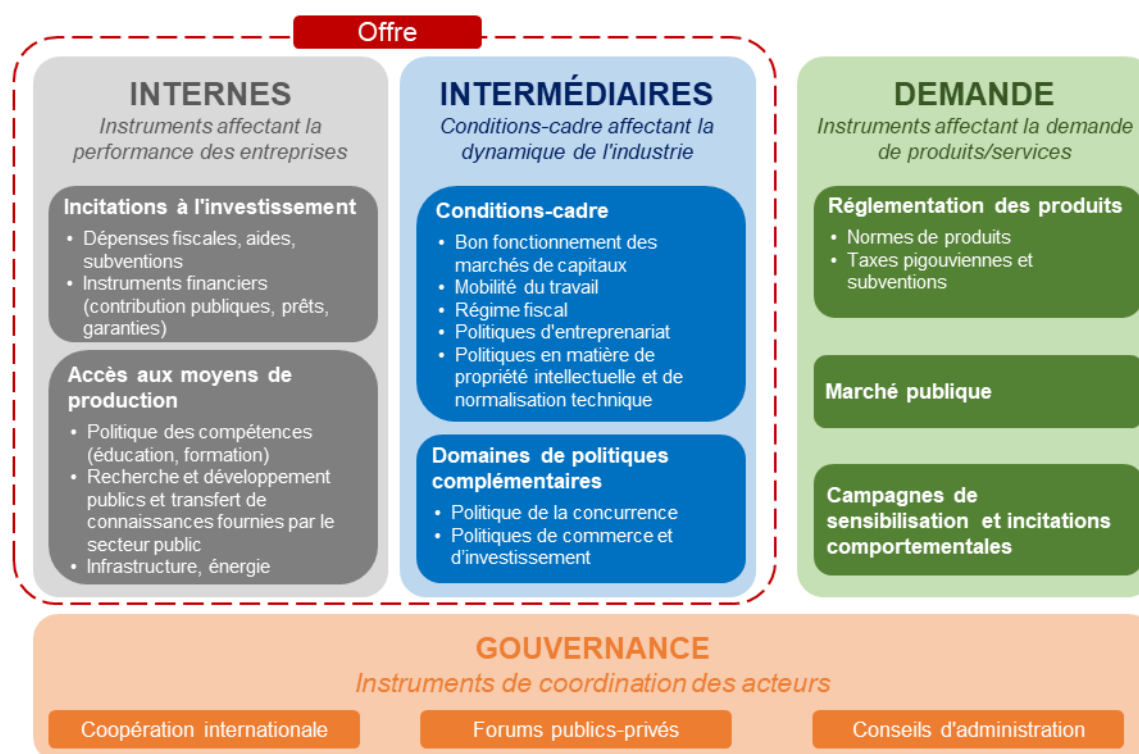 Offre
INTERNES
Instruments affectant la
performance des entreprises
Incitations à l'investissement
• Dépenses fiscales, aides,
subventions
• Instruments financiers
(contribution publiques, prêts,
garanties)
Accès aux moyens de
production
• Politique des compétences
(éducation, formation)
• Recherche et développement
publics et transfert de
connaissances fournies par le
secteur public
• Infrastructure, énergie
INTERMÉDIAIRES
Conditions-cadre affectant la
dynamique de l'industrie
Conditions-cadre
• Bon fonctionnement des
marchés de capitaux
• Mobilité du travail
• Régime fiscal
• Politiques d'entreprenariat
• Politiques en matière de
propriété intellectuelle et de
normalisation technique
Domaines de politiques
complémentaires
• Politique de la concurrence
• Politiques de commerce et
d'investissement
DEMANDE
Instruments affectant la demande
de produits/services
Réglementation des produits
• Normes de produits
• Taxes pigouviennes et
subventions
Marché publique
Campagnes de
sensibilisation et incitations
comportementales
GOUVERNANCE
Instruments de coordination des acteurs
Coopération internationale
Forums publics-privés
Conseils d'administration